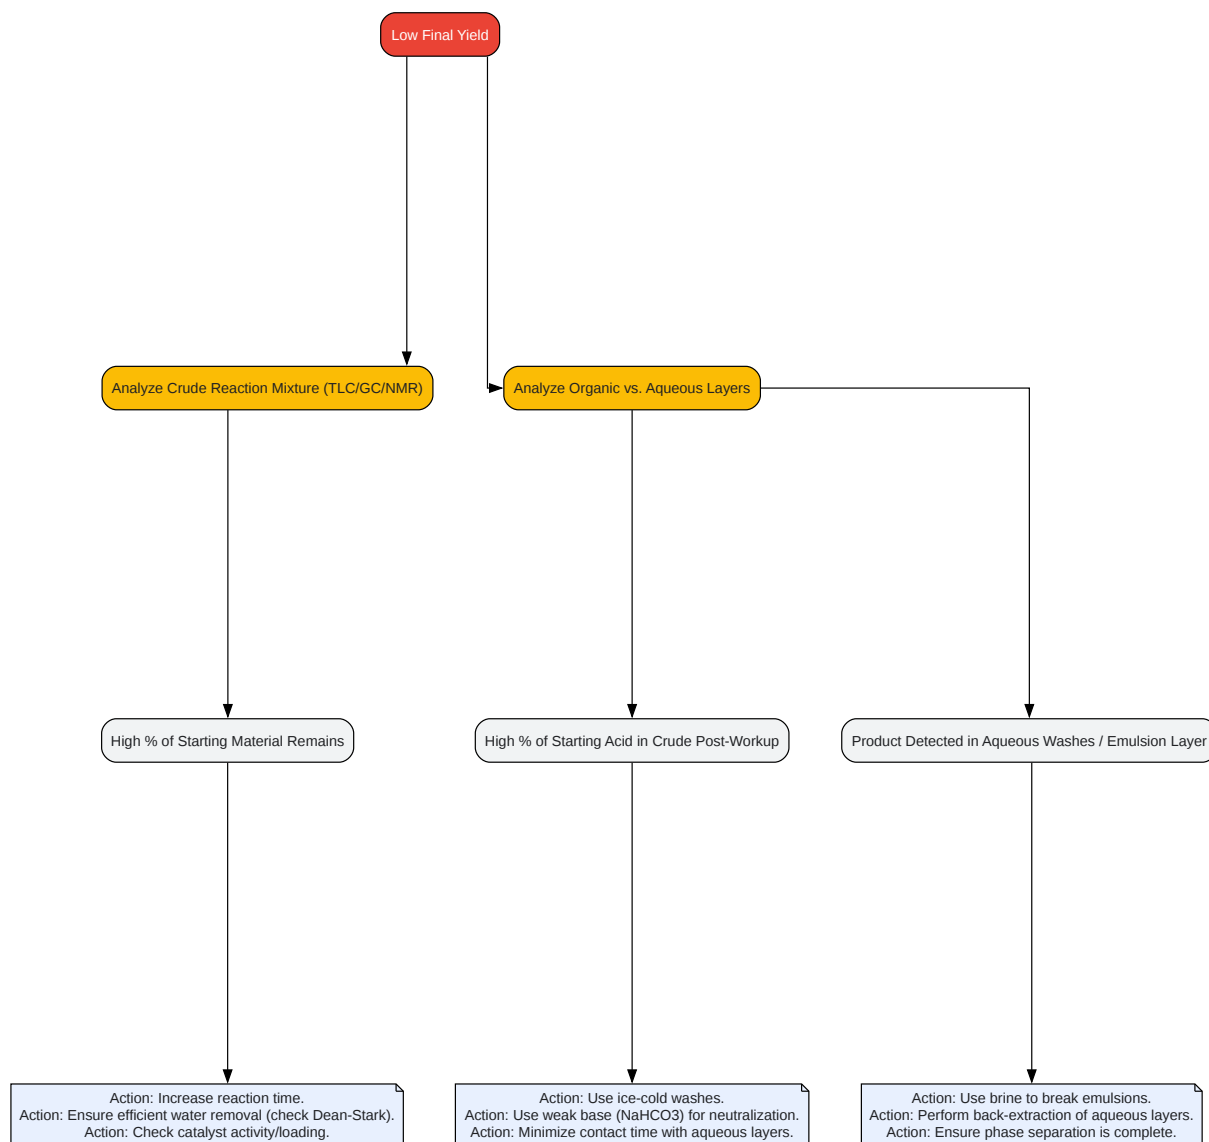 Low Final Yield
Analyze Crude Reaction Mixture (TLC/GC/NMR)
Analyze Organic vs. Aqueous Layers
High % of Starting Material Remains
High % of Starting Acid in Crude Post-Workup
Product Detected in Aqueous Washes / Emulsion Layer
Action: Increase reaction time.
Action: Ensure efficient water removal (check Dean-Stark).
Action: Check catalyst activity/loading.
Action: Use ice-cold washes.
Action: Use weak base (NaHCO3) for neutralization.
Action: Minimize contact time with aqueous layers.
Action: Use brine to break emulsions.
Action: Perform back-extraction of aqueous layers.
Action: Ensure phase separation is complete.